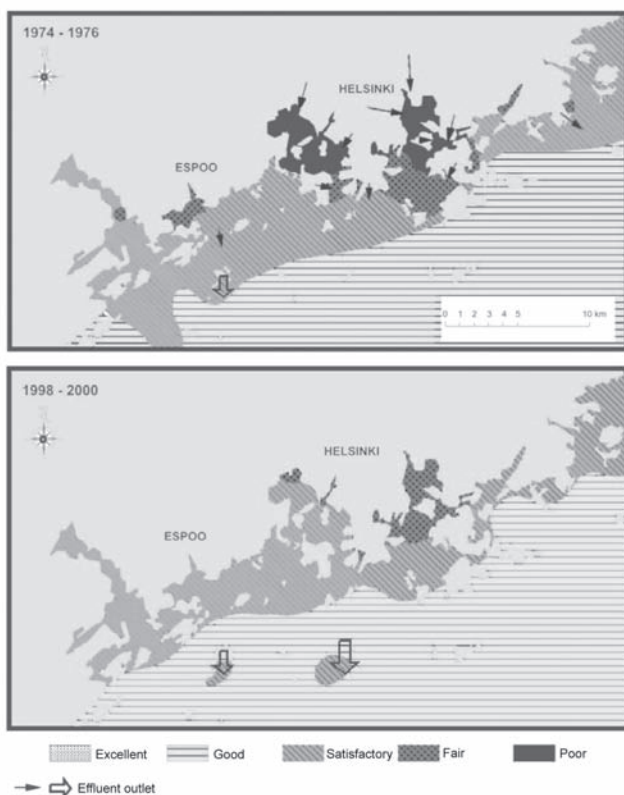 1974 - 1976
HELSINKI
ESPOO
0 1 2 3 4 5 10 km
1998 - 2000
HELSINKI
ESPOO
Excellent Good Satisfactory Fair Poor
Effluent outlet